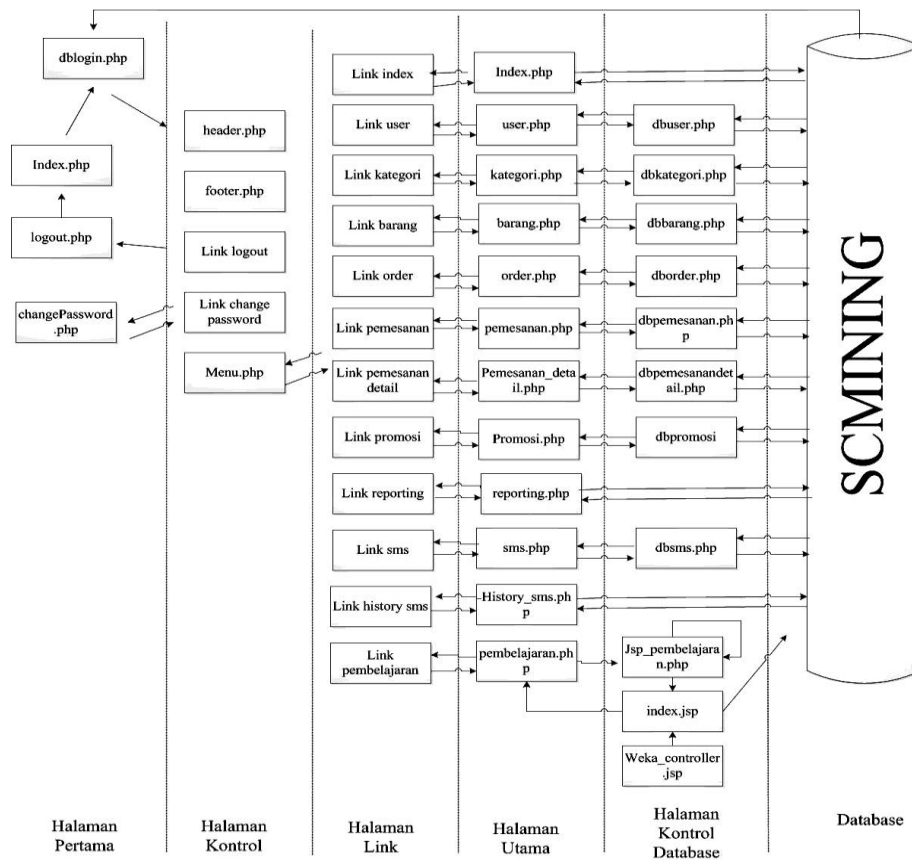 dblogin.php
Index.php
logout.php
changePassword
.php
Halaman
Pertama
header.php
footer.php
Link logout
Link change
password
Menu.php
Halaman
Kontrol
Link index
Link user
Link kategori
Link barang
Link order
Link pemesanan
Link pemesanan
detail
Link promosi
Link reporting
Link sms
Link history sms
Link
pembelajaran
Halaman
Link
Index.php
user.php
kategori.php
barang.php
order.php
pemesanan.php
Pemesanan_deta
il.php
Promosi.php
reporting.php
sms.php
History_sms.ph
p
pembelajaran.ph
p
Halaman
Utama
dbuser.php
dbkategori.php
dbbarang.php
dborder.php
dbpemesanan.ph
p
dbpemesanandet
ail.php
dbpromosi
dbsms.php
Jsp_pembelajara
n.php
index.jsp
Weka_controller
.jsp
Halaman
Kontrol
Database
SCMINING
Database